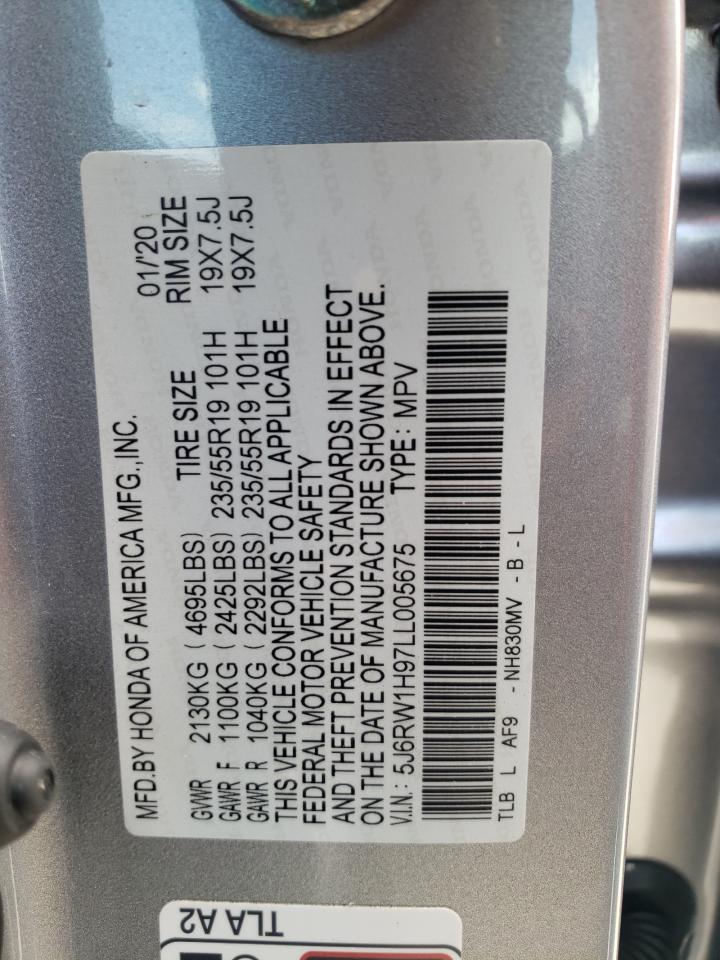 MFD.BY HONDA OF AMERICA MFG.,INC. 01/'20
GVWR 2130KG ( 4695LBS) TIRE SIZE RIM SIZE
GAWR F 1100KG ( 2425LBS) 235/55R19 101H 19X7.5J
GAWR R 1040KG ( 2292LBS) 235/55R19 101H 19X7.5J
THIS VEHICLE CONFORMS TO ALL APPLICABLE
FEDERAL MOTOR VEHICLE SAFETY
AND THEFT PREVENTION STANDARDS IN EFFECT
ON THE DATE OF MANUFACTURE SHOWN ABOVE.
V.I.N.: 5J6RW1H97LL005675 TYPE: MPV
TLB L AF9 - NH830MV - B - L
TLA A2